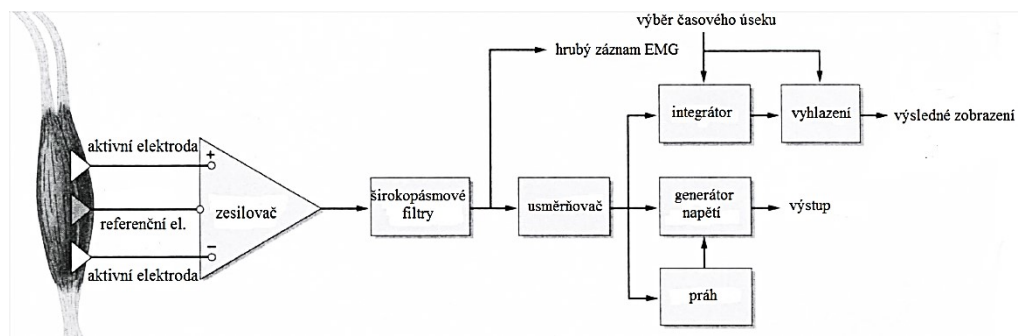 výběr časového úseku
hrubý záznam EMG
integrátor
vyhlazení
výsledné zobrazení
aktivní elektroda
+
zesilovač
referenční el.
−
aktivní elektroda
širokopásmové
filtry
usměrňovač
generátor
napětí
výstup
práh